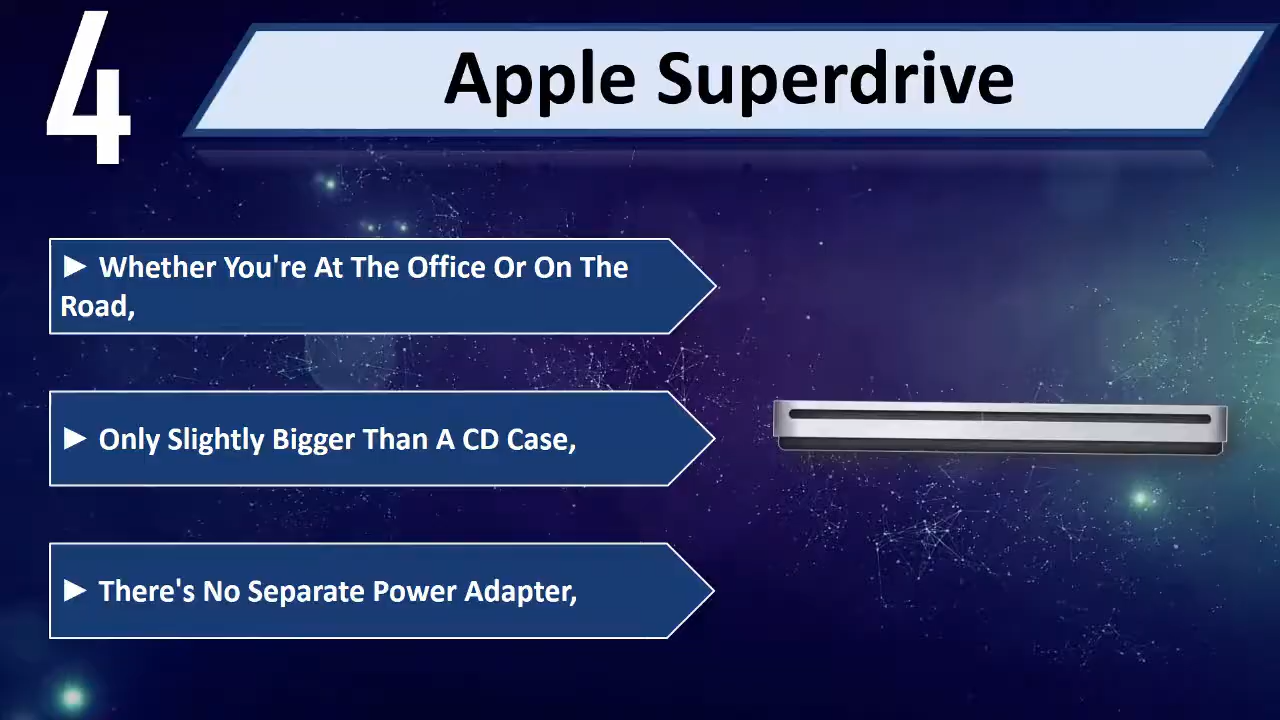 4
Apple Superdrive
► Whether You're At The Office Or On The
Road,
► Only Slightly Bigger Than A CD Case,
► There's No Separate Power Adapter,